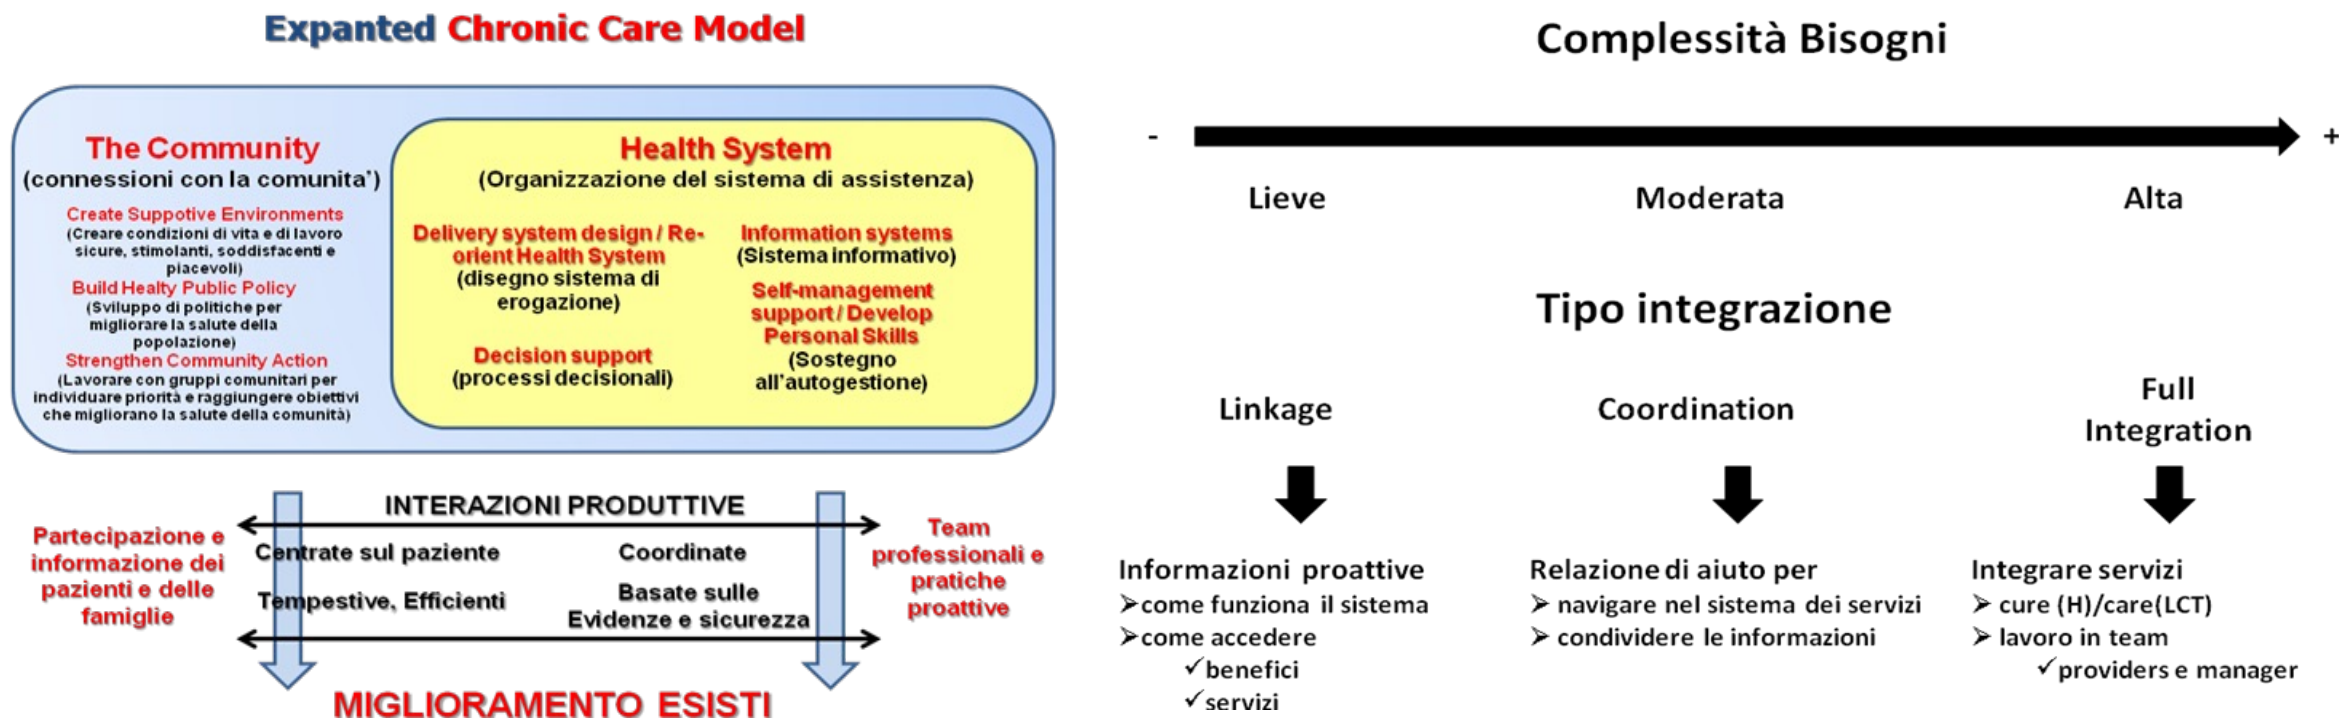 Expanted Chronic Care Model
The Community
(connessioni con la comunita')
Create Suppotive Environments
(Creare condizioni di vita e di lavoro
sicure, stimolanti, soddisfacenti e
piacevoli)
Build Healty Public Policy
(Sviluppo di politiche per
migliorare la salute della
popolazione)
Strengthen Community Action
(Lavorare con gruppi comunitari per
individuare priorità e raggiungere obiettivi
che migliorano la salute della comunità)
Health System
(Organizzazione del sistema di assistenza)
Delivery system design / Re-
orient Health System
(disegno sistema di
erogazione)
Decision support
(processi decisionali)
Information systems
(Sistema informativo)
Self-management
support / Develop
Personal Skills
(Sostegno
all'autogestione)
INTERAZIONI PRODUTTIVE
Partecipazione e
informazione dei
pazienti e delle
famiglie
Centrate sul paziente
Coordinate
Tempestive, Efficienti
Basate sulle
Evidenze e sicurezza
Team
professionali e
pratiche
proattive
MIGLIORAMENTO ESISTI
Complessità Bisogni
- +
Lieve Moderata Alta
Tipo integrazione
Linkage
Coordination
Full
Integration
Informazioni proattive
➢come funziona il sistema
➢come accedere
✓benefici
✓servizi
Relazione di aiuto per
➢ navigare nel sistema dei servizi
➢ condividere le informazioni
Integrare servizi
➢ cure (H)/care(LCT)
➢ lavoro in team
✓providers e manager